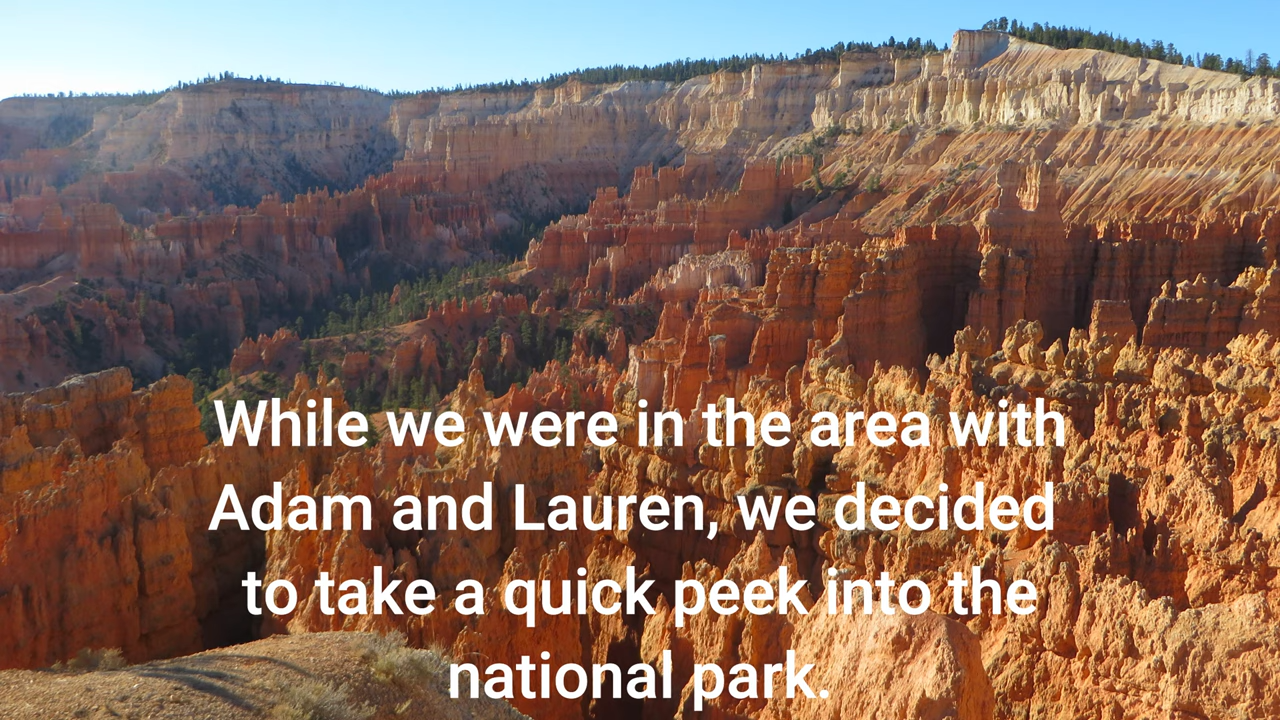 While we were in the area with
Adam and Lauren, we decided
to take a quick peek into the
national park.